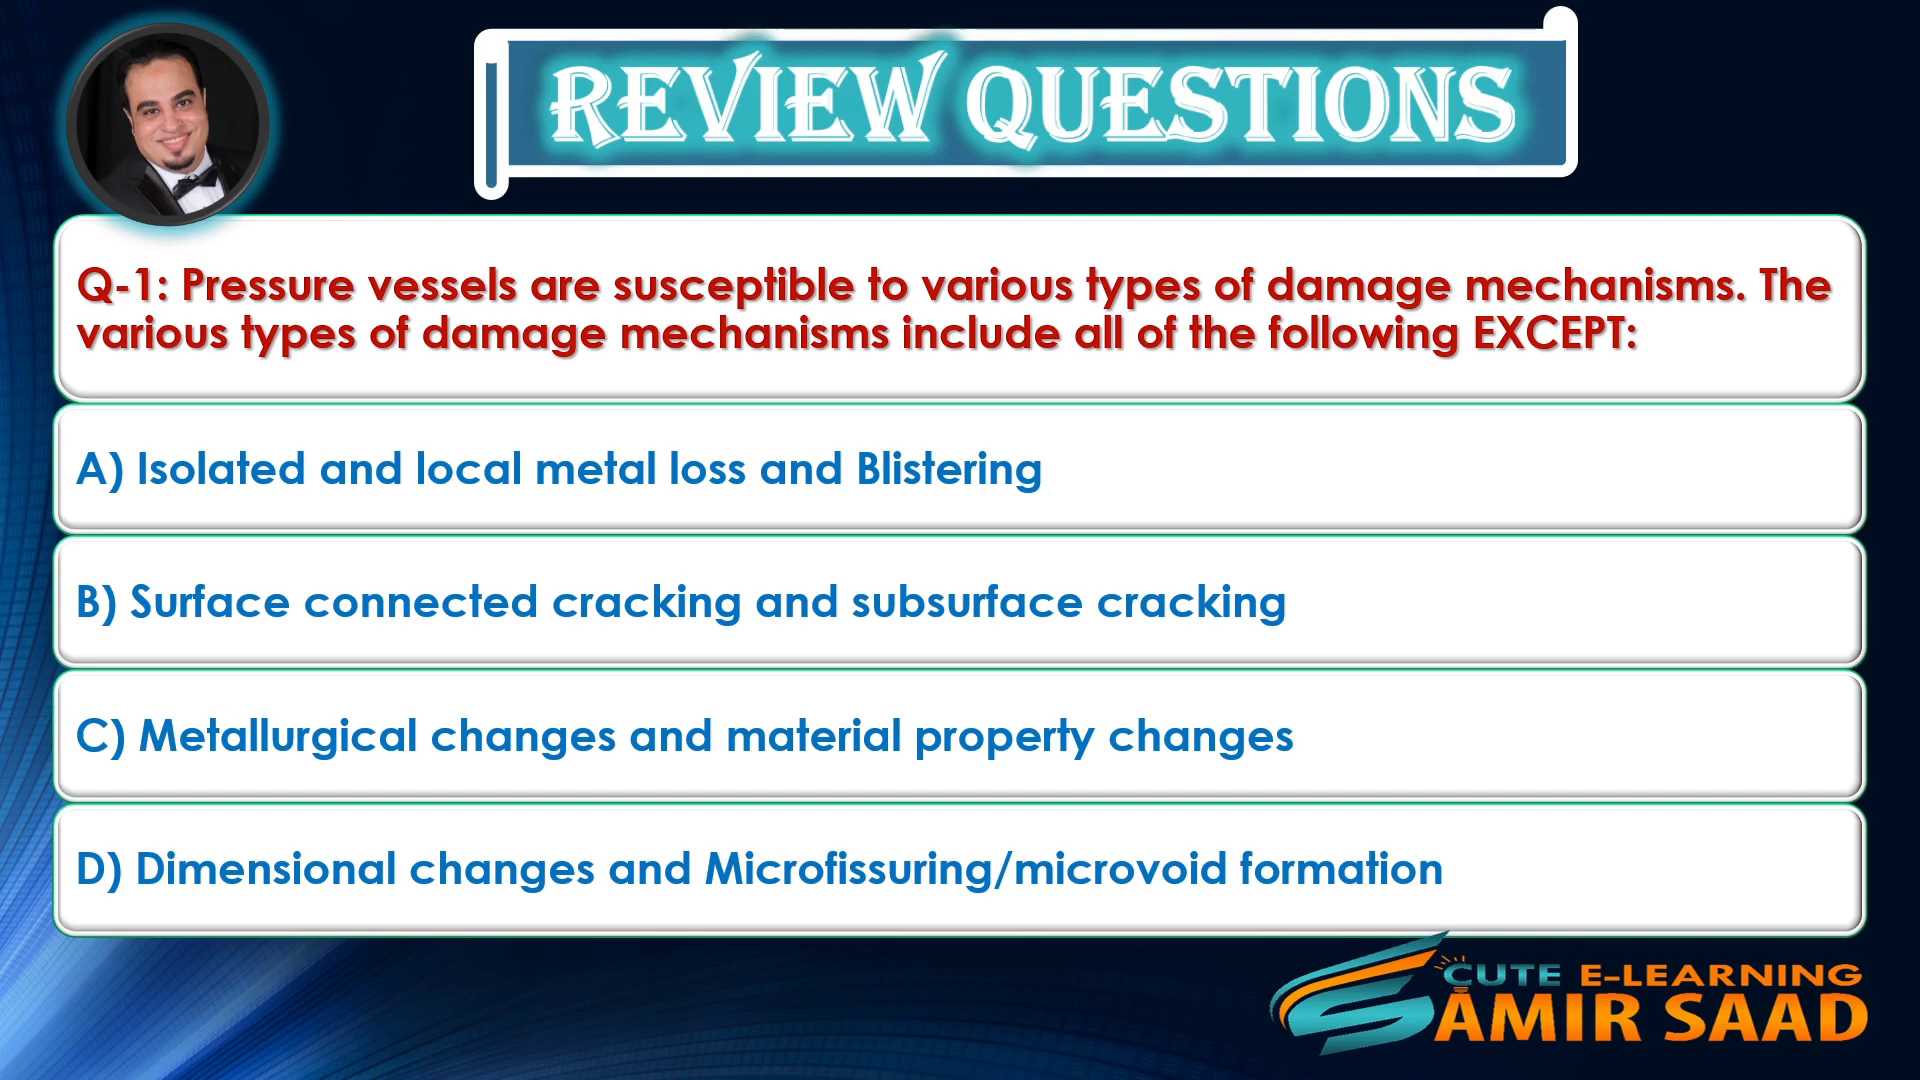 REVIEW QUESTIONS
Q-1: Pressure vessels are susceptible to various types of damage mechanisms. The
various types of damage mechanisms include all of the following EXCEPT:
A) Isolated and local metal loss and Blistering
B) Surface connected cracking and subsurface cracking
C) Metallurgical changes and material property changes
D) Dimensional changes and Microfissuring/microvoid formation
CUTE E-LEARNING
AMIR SAAD